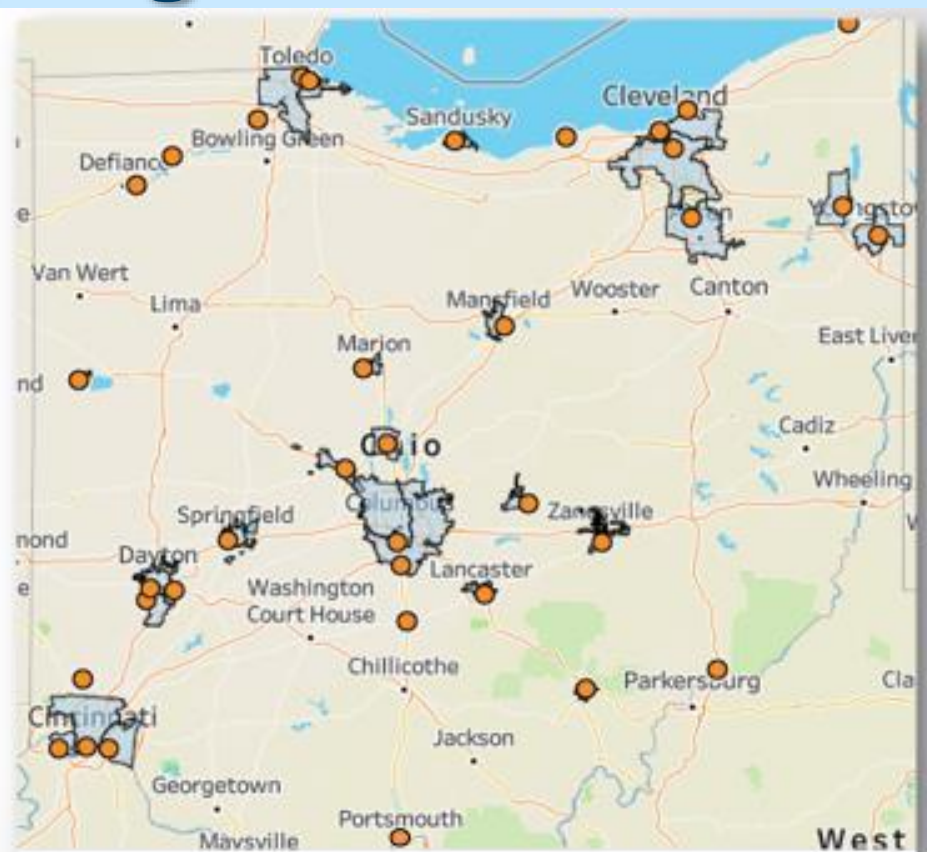 Toledo
Cleveland
Sandusky
Bowling Green
Defiance
Van Wert
Lima
Mansfield
Wooster
Canton
Marion
East Liver
nd
Ohio
Cadiz
Columbus
Wheeling
Springfield
Zanesville
mond
Dayton
Lancaster
e
Washington
Court House
Chillicothe
Parkersburg
Cla
Cincinnati
Jackson
Georgetown
Portsmouth
Maysville
West